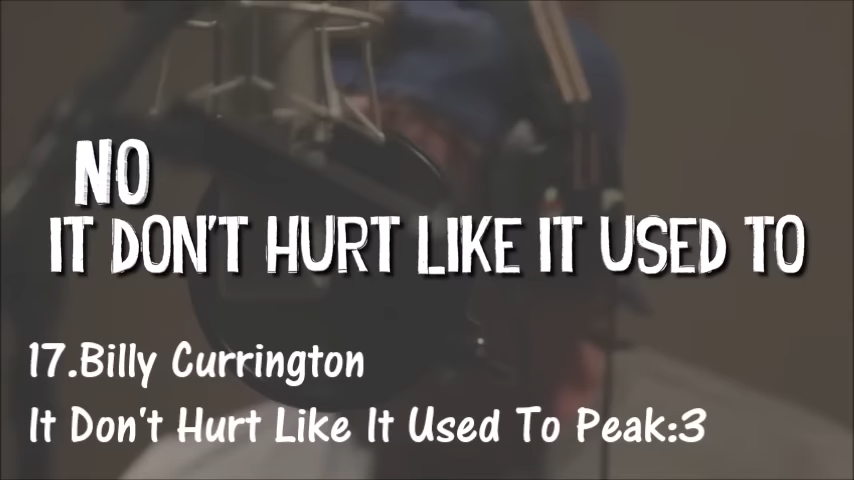 NO
IT DON'T HURT LIKE IT USED TO
17.Billy Currington
It Don't Hurt Like It Used To Peak:3